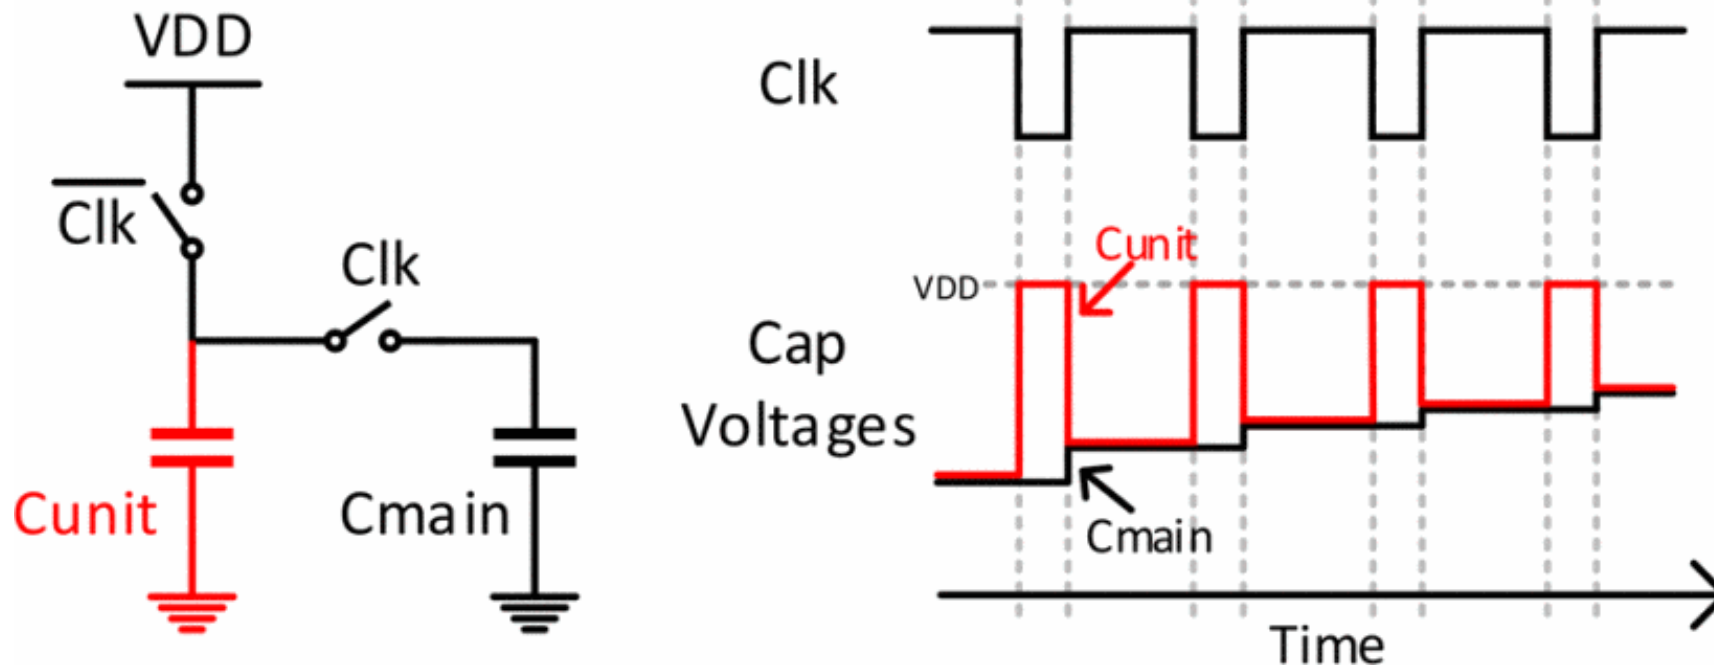 VDD
Clk
Clk
Cunit
Cmain
Clk
Cunit
VDD
Cap
Voltages
Cmain
Time